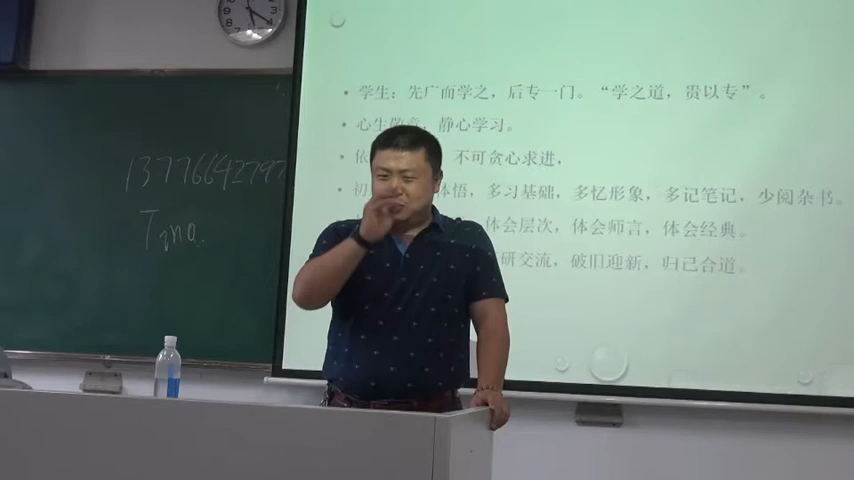 13776642797
Tina
学生：先广而学之，后专一门。“学之道，贵以专”。
心生敬意，静心学习。
依 不可贪心求进，
初 体悟，多习基础，多忆形象，多记笔记，少阅杂书。
体会层次，体会师言，体会经典。
研交流，破旧迎新，归己合道。